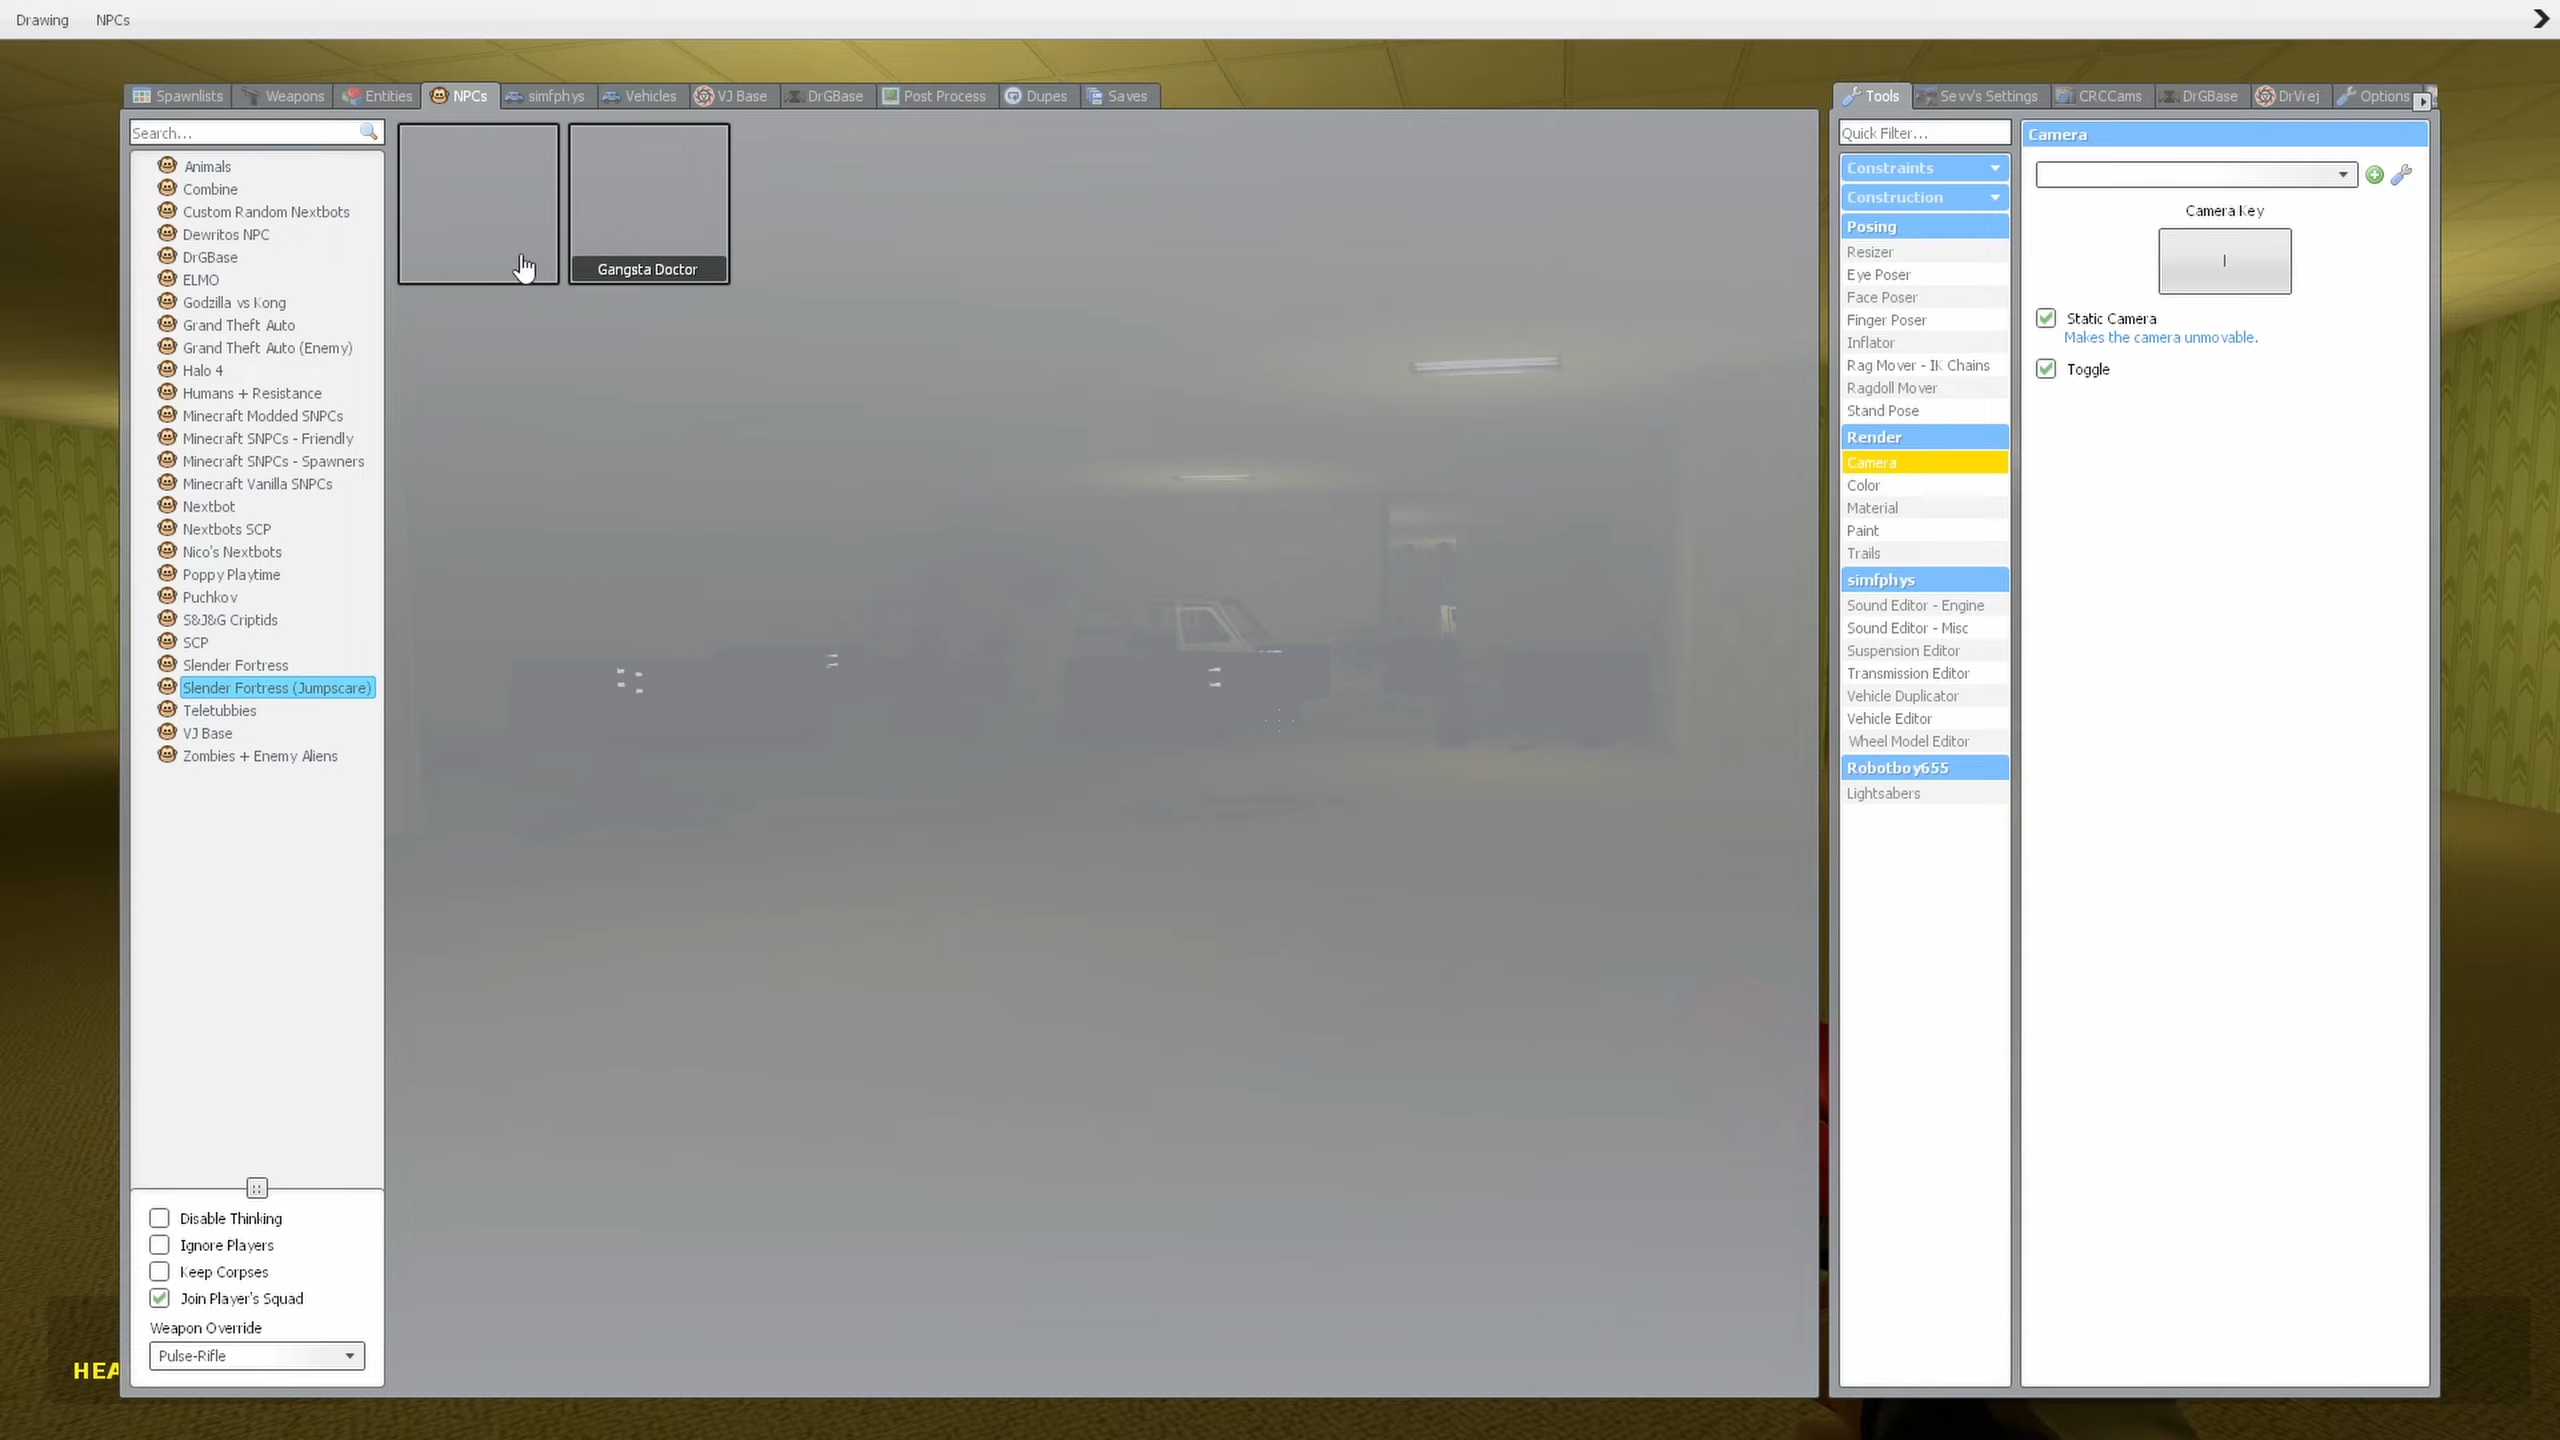 Drawing NPCs
Spawnlists Weapons Entities NPCs simfphys Vehicles VJ Base DrGBase Post Process Dupes Saves
Tools Sevv's Settings CRCCams DrGBase DrVrej Options
Search...
Animals
Combine
Custom Random Nextbots
Dewritos NPC
DrGBase
ELMO
Godzilla vs Kong
Grand Theft Auto
Grand Theft Auto (Enemy)
Halo 4
Humans + Resistance
Minecraft Modded SNPCs
Minecraft SNPCs - Friendly
Minecraft SNPCs - Spawners
Minecraft Vanilla SNPCs
Nextbot
Nextbots SCP
Nico's Nextbots
Poppy Playtime
Puchkov
S&J&G Criptids
SCP
Slender Fortress
Slender Fortress (Jumpscare)
Teletubbies
VJ Base
Zombies + Enemy Aliens
Disable Thinking
Ignore Players
Keep Corpses
Join Player's Squad
Weapon Override
Pulse-Rifle
HEA
Gangsta Doctor
Quick Filter...
Constraints
Construction
Posing
Resizer
Eye Poser
Face Poser
Finger Poser
Inflator
Rag Mover - IK Chains
Ragdoll Mover
Stand Pose
Render
Camera
Color
Material
Paint
Trails
simfphys
Sound Editor - Engine
Sound Editor - Misc
Suspension Editor
Transmission Editor
Vehicle Duplicator
Vehicle Editor
Wheel Model Editor
Robotboy655
Lightsabers
Camera
Camera Key
Static Camera
Makes the camera unmovable.
Toggle